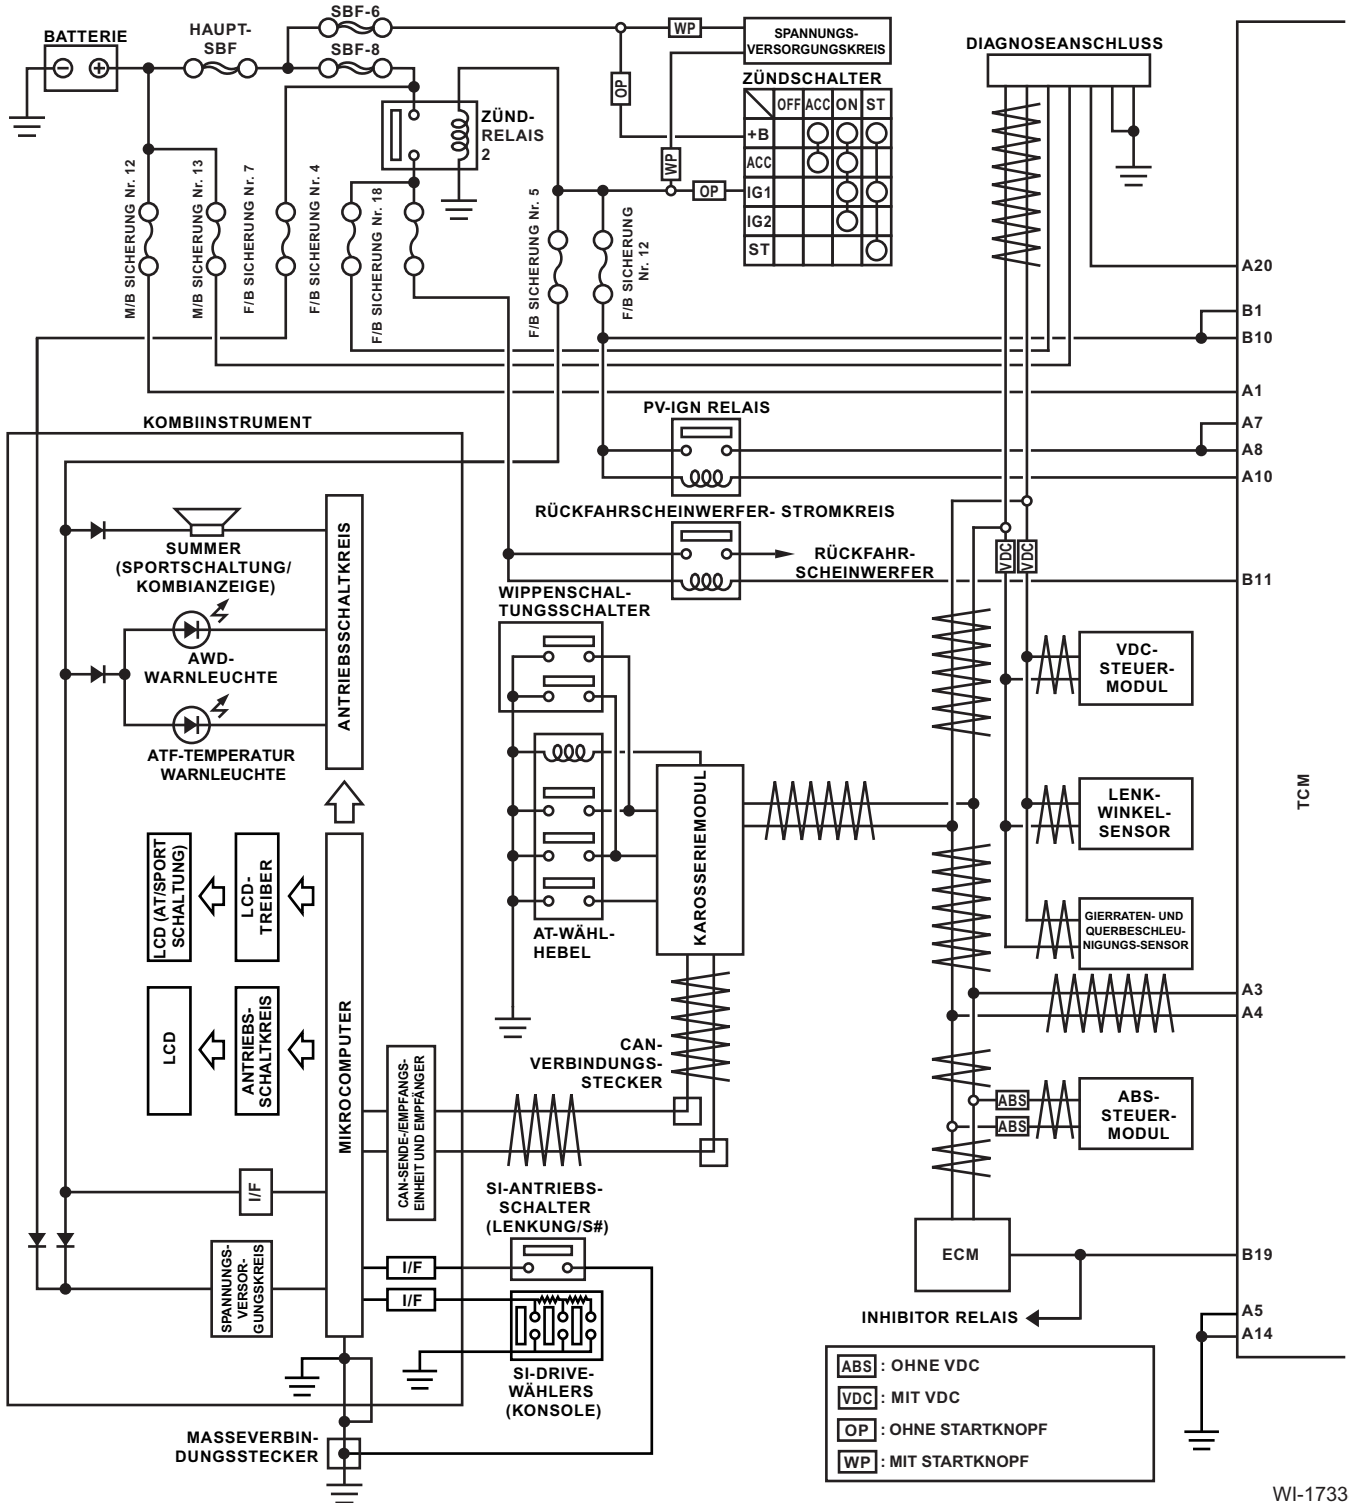 BATTERIE
HAUPT-
SBF
SBF-6
SBF-8
WP
SPANNUNGS-
VERSORGUNGSKREIS
OP
ZÜND-
RELAIS
2
WP
OP
ZÜNDSCHALTER
OFF ACC ON ST
+B
ACC
IG1
IG2
ST
DIAGNOSEANSCHLUSS
M/B SICHERUNG Nr. 12
M/B SICHERUNG Nr. 13
F/B SICHERUNG Nr. 7
F/B SICHERUNG Nr. 4
F/B SICHERUNG Nr. 18
F/B SICHERUNG Nr. 5
F/B SICHERUNG
Nr. 12
A20
B1
B10
A1
A7
A8
A10
B11
A3
A4
B19
A5
A14
TCM
PV-IGN RELAIS
KOMBIINSTRUMENT
RÜCKFAHRSCHEINWERFER- STROMKREIS
RÜCKFAHR-
SCHEINWERFER
VDC
VDC
SUMMER
(SPORTSCHALTUNG/
KOMBIANZEIGE)
ANTRIEBSSCHALTKREIS
AWD-
WARNLEUCHTE
ATF-TEMPERATUR
WARNLEUCHTE
WIPPENSCHAL-
TUNGSSCHALTER
AT-WÄHL-
HEBEL
KAROSSERIEMODUL
VDC-
STEUER-
MODUL
LENK-
WINKEL-
SENSOR
GIERRATEN- UND
QUERBESCHLEU-
NIGUNGS-SENSOR
LCD (AT/SPORT
SCHALTUNG)
LCD-
TREIBER
LCD
ANTRIEBS-
SCHALTKREIS
MIKROCOMPUTER
CAN-SENDE-/EMPFANGS-
EINHEIT UND EMPFÄNGER
CAN-
VERBINDUNGS-
STECKER
ABS
ABS
ABS-
STEUER-
MODUL
I/F
SPANNUNGS-
VERSOR-
GUNGSKREIS
I/F
I/F
SI-ANTRIEBS-
SCHALTER
(LENKUNG/S#)
SI-DRIVE-
WÄHLERS
(KONSOLE)
ECM
INHIBITOR RELAIS
MASSEVERBIN-
DUNGSSTECKER
ABS : OHNE VDC
VDC : MIT VDC
OP : OHNE STARTKNOPF
WP : MIT STARTKNOPF
WI-1733